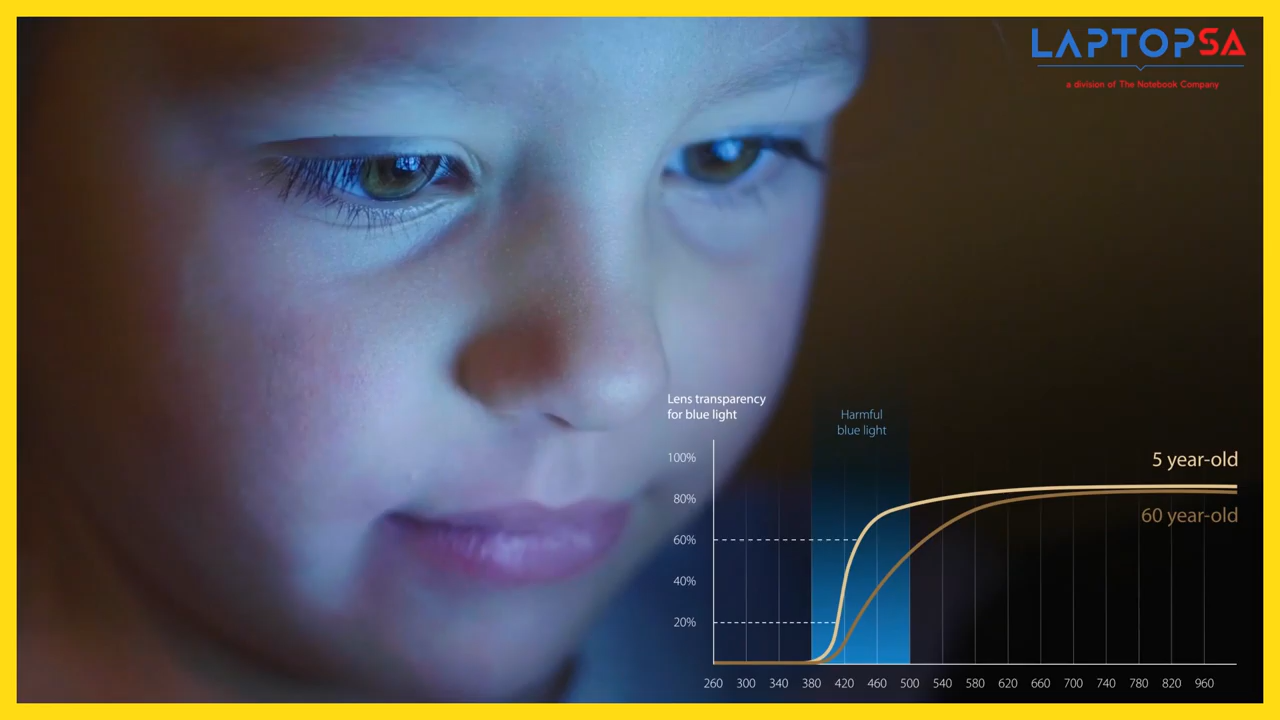 LAPTOPSA
a division of The Notebook Company
Lens transparency
for blue light
Harmful
blue light
100%
80%
60%
40%
20%
5 year-old
60 year-old
260 300 340 380 420 460 500 540 580 620 660 700 740 780 820 960